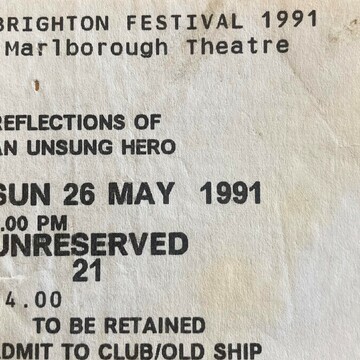 BRIGHTON FESTIVAL 1991
Marlborough Theatre
REFLECTIONS OF
AN UNSUNG HERO
SUN 26 MAY 1991
.00 PM
UNRESERVED
21
4.00
TO BE RETAINED
ADMIT TO CLUB/OLD SHIP